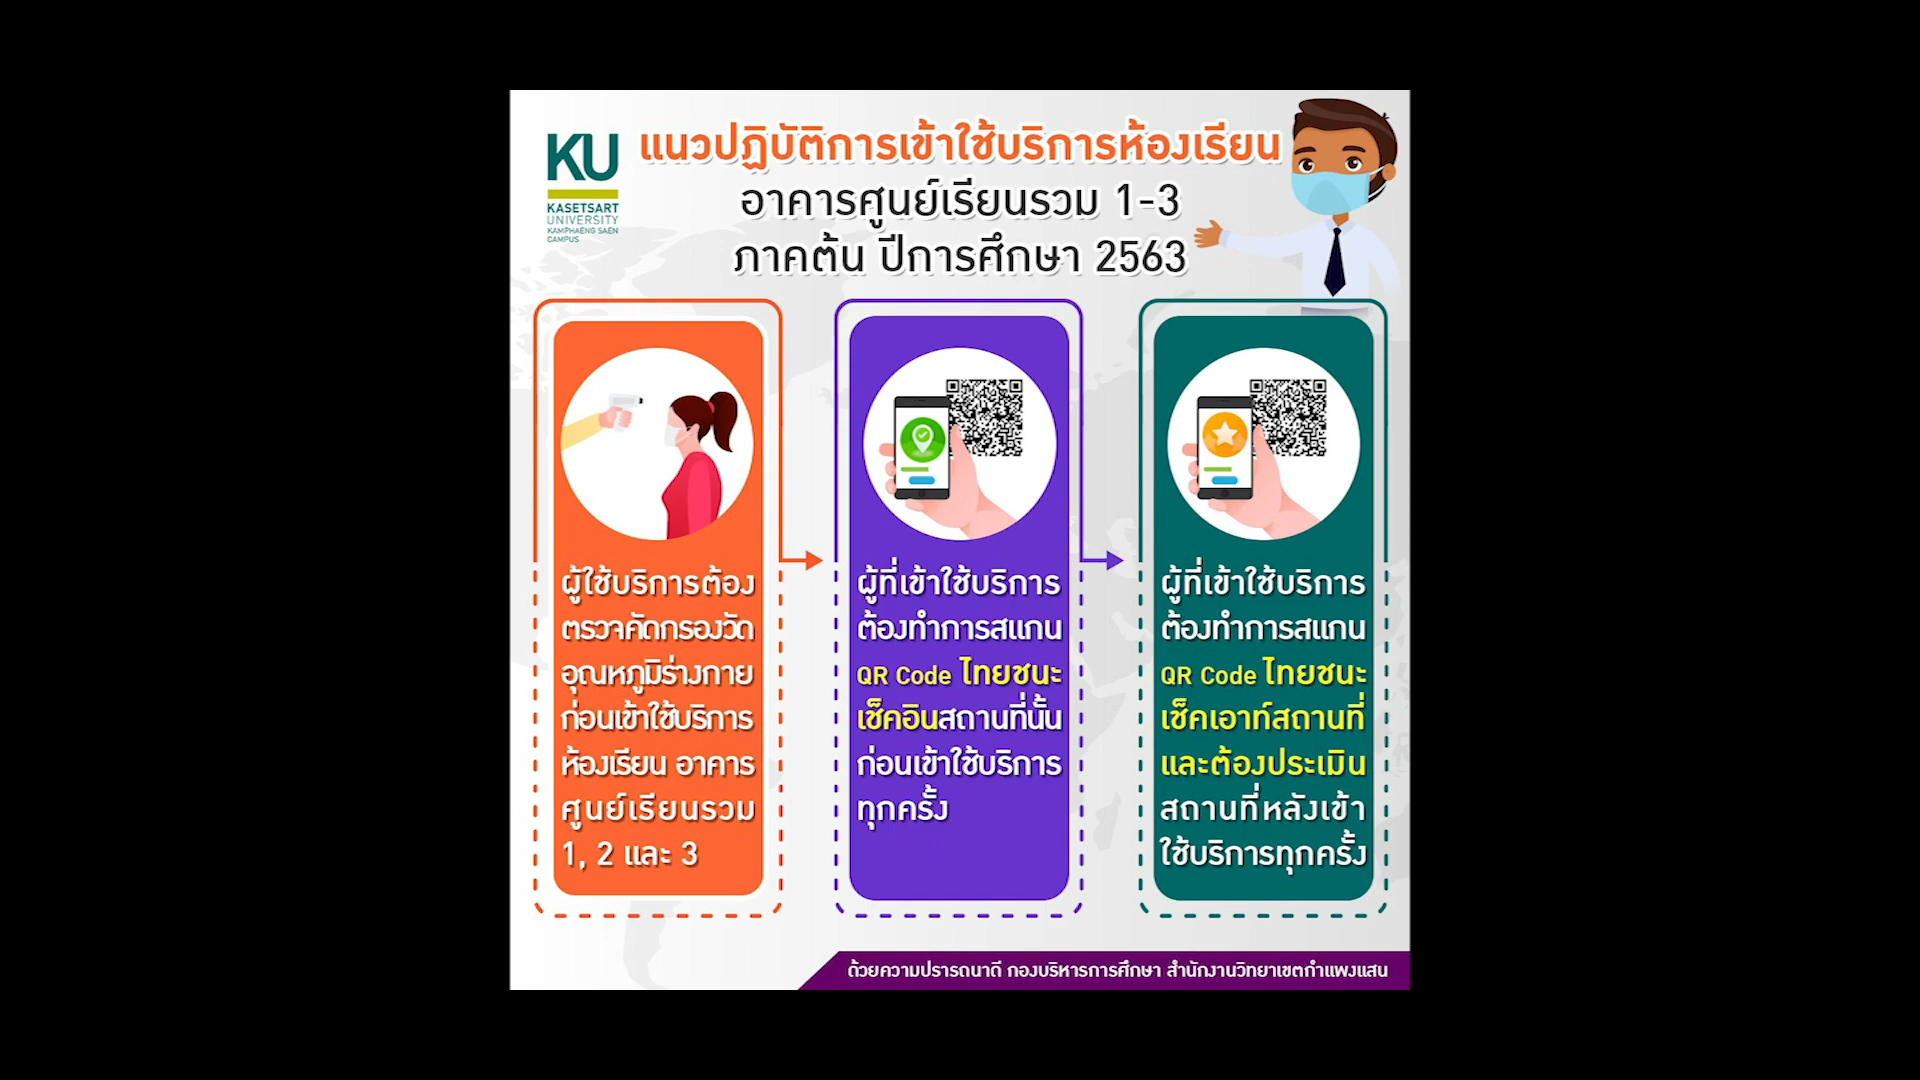 KU
KASETSART
UNIVERSITY
KAMPHAENG SAEN
CAMPUS
แนวปฏิบัติการเข้าใช้บริการห้องเรียน
อาคารศูนย์เรียนรวม 1-3
ภาคต้น ปีการศึกษา 2563
ผู้ใช้บริการต้อง
ตรวจคัดกรองวัด
อุณหภูมิร่างกาย
ก่อนเข้าใช้บริการ
ห้องเรียน อาคาร
ศูนย์เรียนรวม
1, 2 และ 3
ผู้ที่เข้าใช้บริการ
ต้องทำการสแกน
QR Code ไทยชนะ
เช็คอินสถานที่นั้น
ก่อนเข้าใช้บริการ
ทุกครั้ง
ผู้ที่เข้าใช้บริการ
ต้องทำการสแกน
QR Code ไทยชนะ
เช็คเอาท์สถานที่
และต้องประเมิน
สถานที่หลังเข้า
ใช้บริการทุกครั้ง
ด้วยความปรารถนาดี กองบริหารการศึกษา สำนักงานวิทยาเขตกำแพงแสน